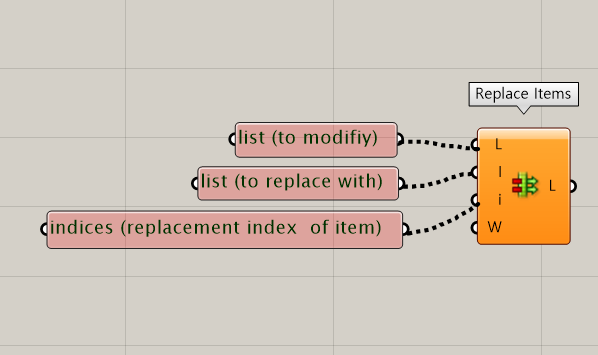 Replace Items
list (to modifiy)
list (to replace with)
indices (replacement index of item)
L
I
i
W
L